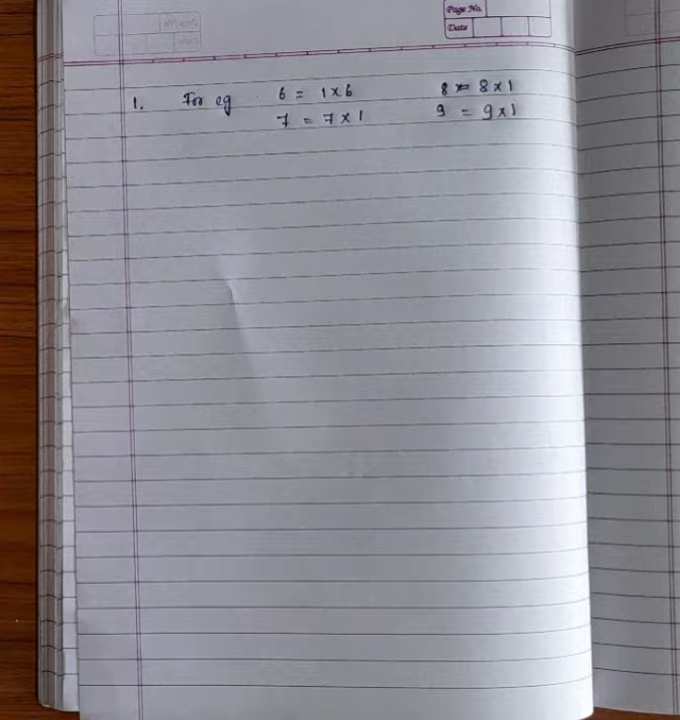 Page No.
Date
1. For eg. 6 = 1 x 6 8 = 8 x 1
7 = 7 x 1 9 = 9 x 1